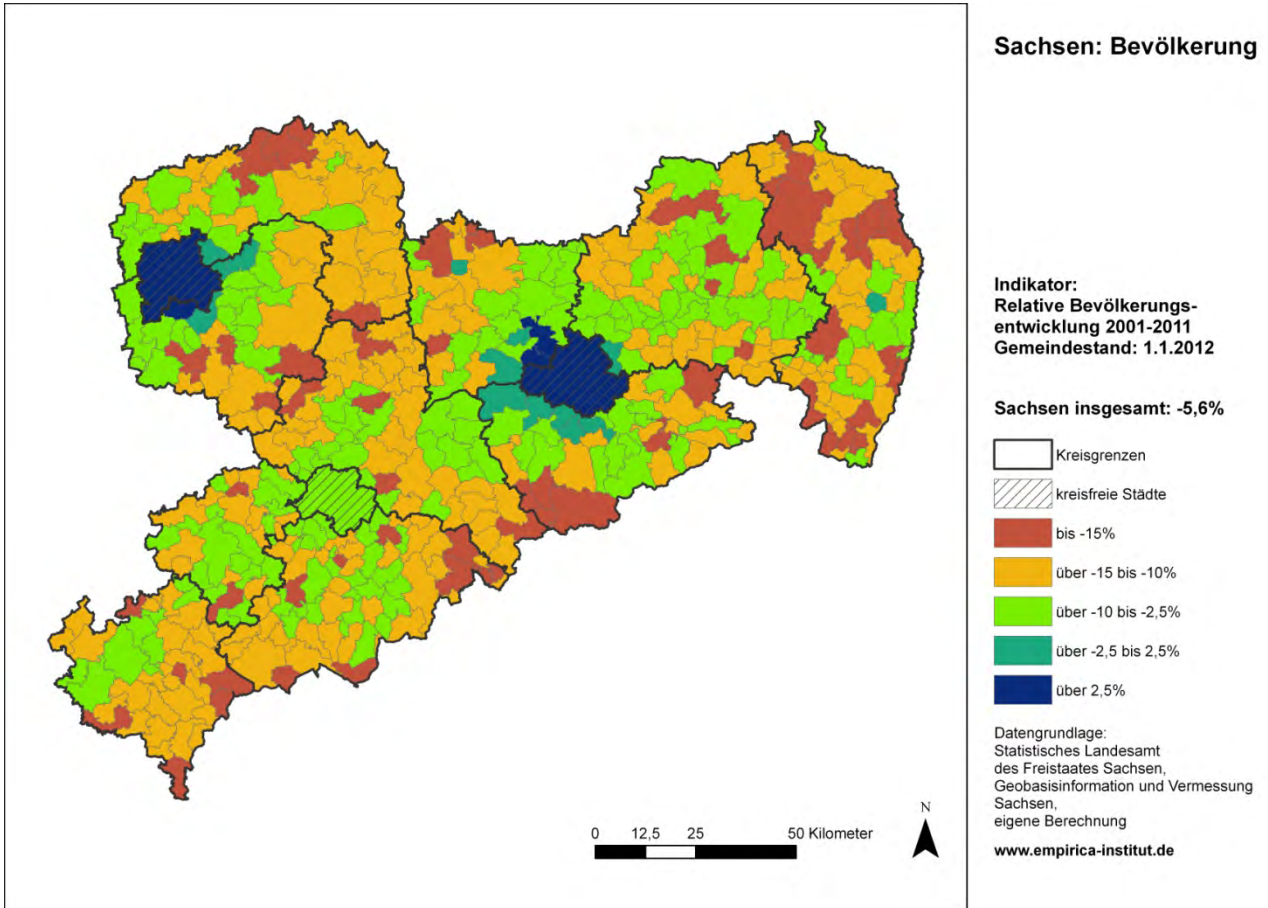 Sachsen: Bevölkerung
Indikator:
Relative Bevölkerungs-
entwicklung 2001-2011
Gemeindestand: 1.1.2012
Sachsen insgesamt: -5,6%
Kreisgrenzen
kreisfreie Städte
bis -15%
über -15 bis -10%
über -10 bis -2,5%
über -2,5 bis 2,5%
über 2,5%
Datengrundlage:
Statistisches Landesamt
des Freistaates Sachsen,
Geobasisinformation und Vermessung
Sachsen,
eigene Berechnung
www.empirica-institut.de
N
0 12,5 25 50 Kilometer